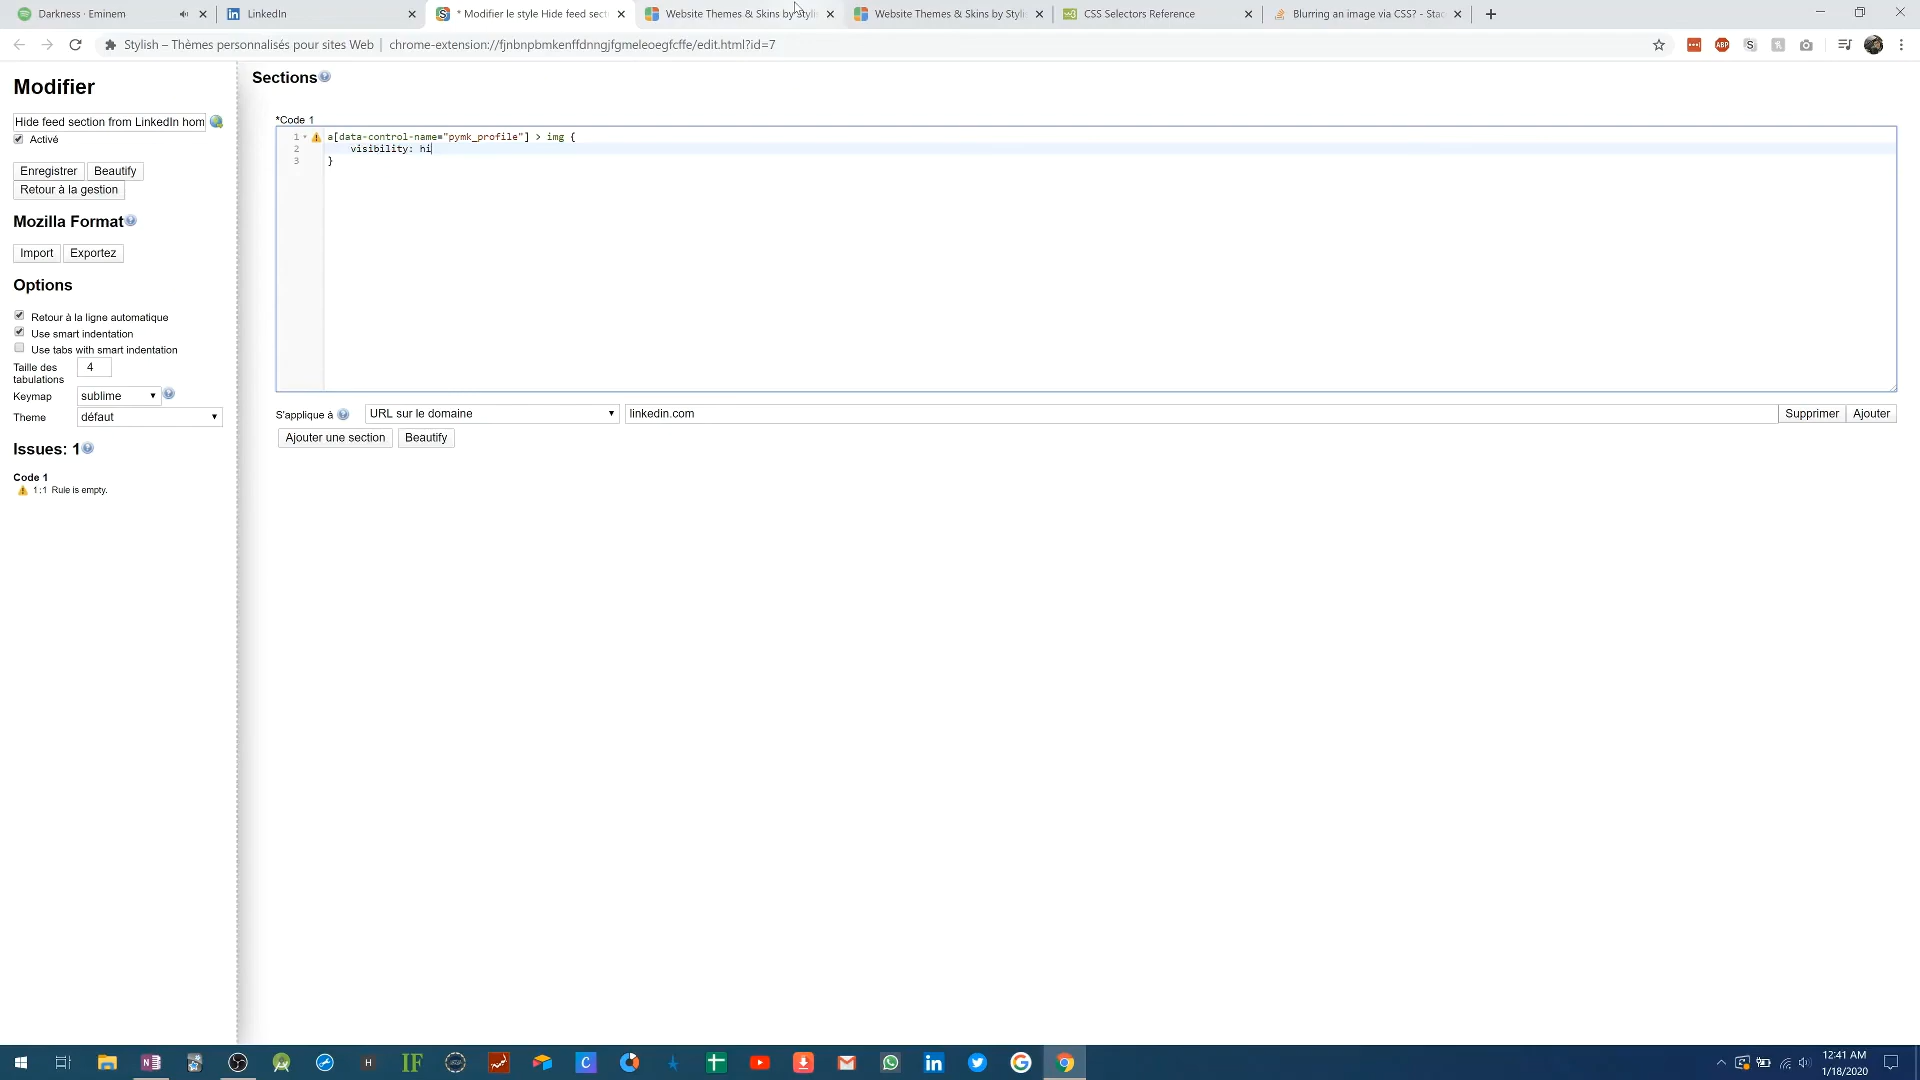 Darkness · Eminem
LinkedIn
* Modifier le style Hide feed sect
Website Themes & Skins by Stylis
Website Themes & Skins by Stylis
CSS Selectors Reference
Blurring an image via CSS? - Stac
Stylish – Thèmes personnalisés pour sites Web | chrome-extension://fjnbnpbmkenffdnngjfgmeleoegfcffe/edit.html?id=7
Modifier
Hide feed section from LinkedIn hom
Activé
Enregistrer
Beautify
Retour à la gestion
Mozilla Format
Import
Exportez
Options
Retour à la ligne automatique
Use smart indentation
Use tabs with smart indentation
Taille des tabulations
4
Keymap
sublime
Theme
défaut
Issues: 1
Code 1
1:1 Rule is empty.
Sections
*Code 1
1 a[data-control-name="pymk_profile"] > img {
2 visibility: hi
3 }
S'applique à
URL sur le domaine
linkedin.com
Supprimer
Ajouter
Ajouter une section
Beautify
12:41 AM
1/18/2020